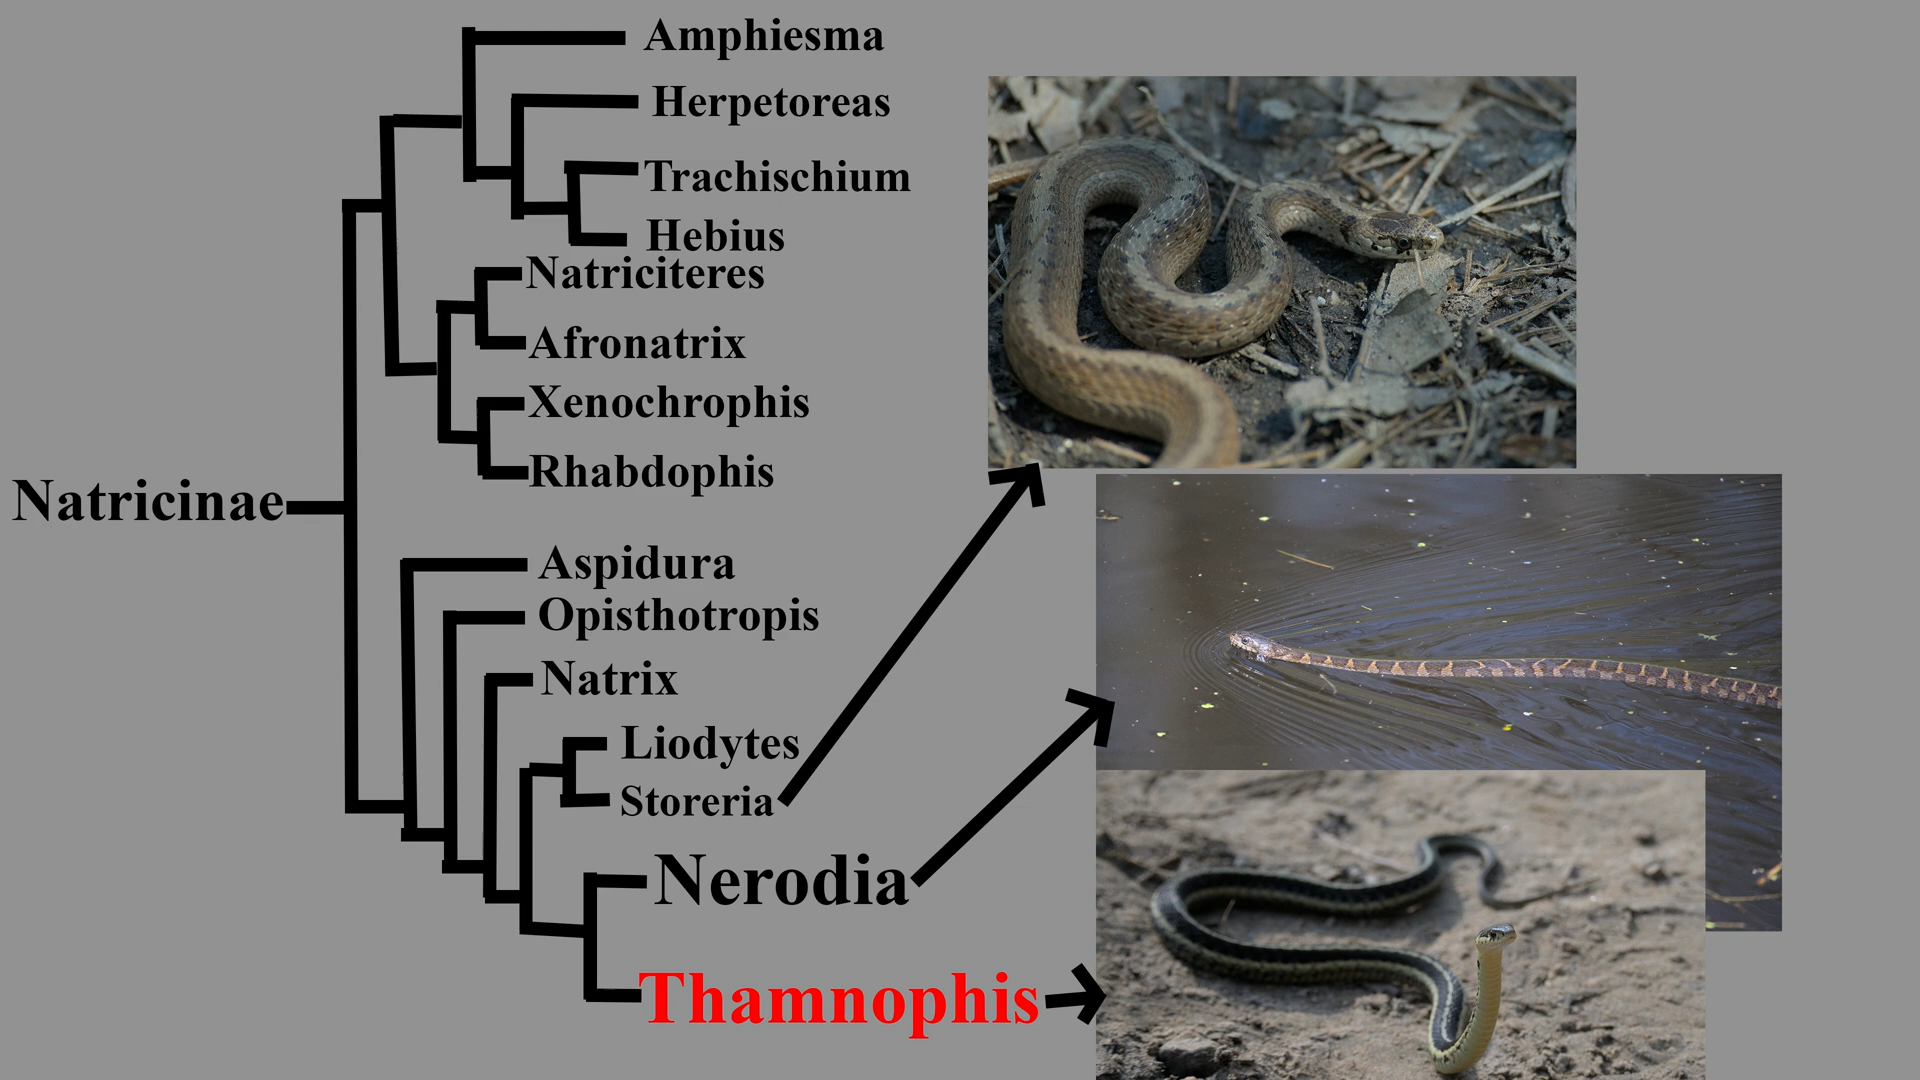 Amphiesma
Herpetoreas
Trachischium
Hebius
Natriciteres
Afronatrix
Xenochrophis
Rhabdophis
Natricinae
Aspidura
Opisthotropis
Natrix
Liodytes
Storeria
Nerodia
Thamnophis